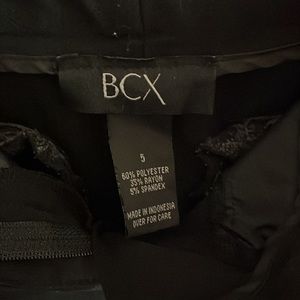 BCX
5
60% POLYESTER
35% RAYON
5% SPANDEX
MADE IN INDONESIA
OVER FOR CARE